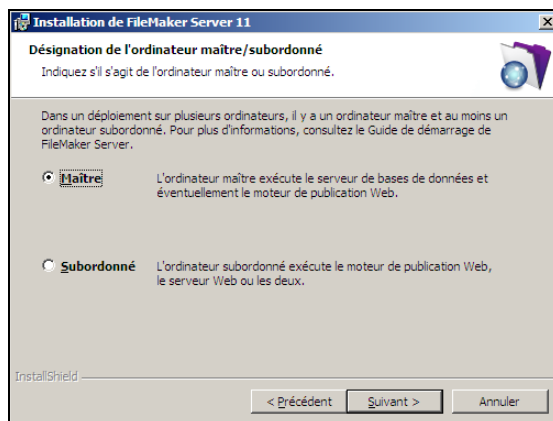 Installation de FileMaker Server 11
Désignation de l'ordinateur maître/subordonné
Indiquez s'il s'agit de l'ordinateur maître ou subordonné.
Dans un déploiement sur plusieurs ordinateurs, il y a un ordinateur maître et au moins un
ordinateur subordonné. Pour plus d'informations, consultez le Guide de démarrage de
FileMaker Server.
Maître
L'ordinateur maître exécute le serveur de bases de données et
éventuellement le moteur de publication Web.
Subordonné
L'ordinateur subordonné exécute le moteur de publication Web,
le serveur Web ou les deux.
InstallShield
< Précédent
Suivant >
Annuler